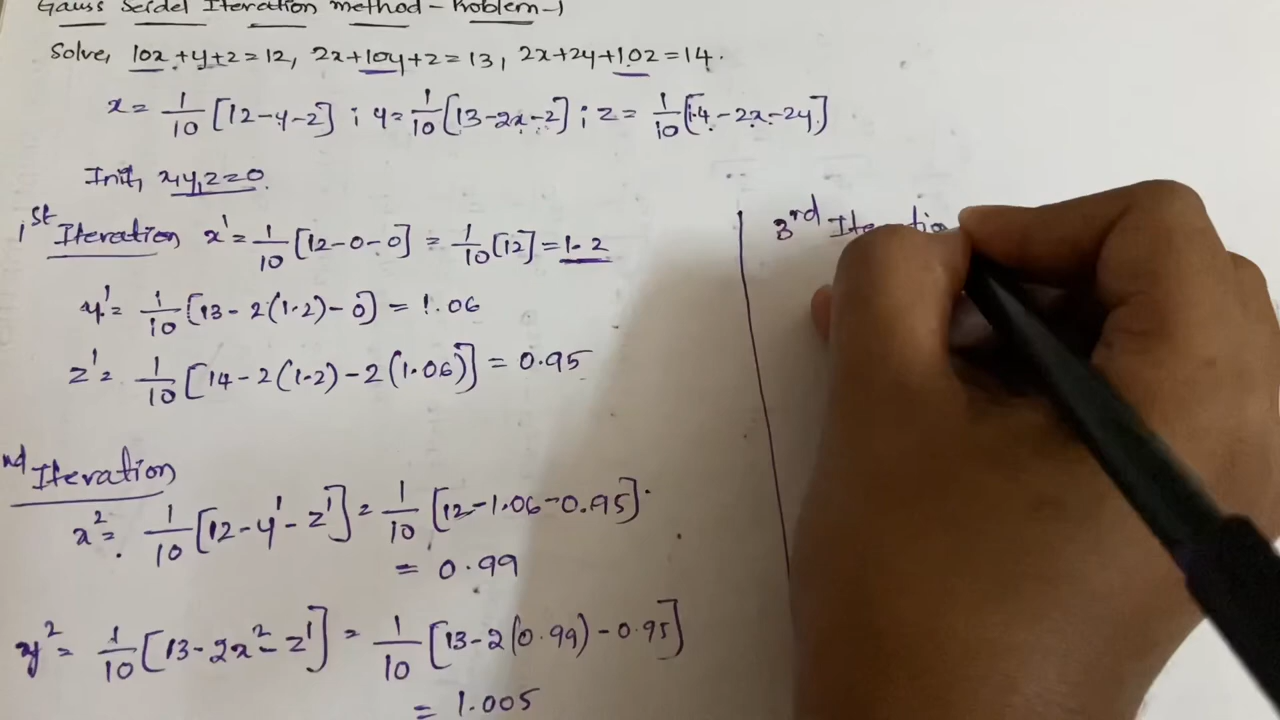 Gauss Seidel Iteration method - Problem-1
Solve, 10x+y+z=12, 2x+10y+z=13, 2x+2y+10z=14.
x= 1/10 [12-y-z] ; y= 1/10 [13-2x-z] ; z= 1/10 [14-2x-2y]
Init, x,y,z=0.
1st Iteration x¹= 1/10 [12-0-0] = 1/10 [12] = 1.2
y¹= 1/10 [13-2(1.2)-0] = 1.06
z¹= 1/10 [14-2(1.2)-2(1.06)] = 0.95
nd Iteration
x²= 1/10 [12-y¹-z¹] = 1/10 [12-1.06-0.95]
= 0.99
y²= 1/10 [13-2x²-z¹] = 1/10 [13-2(0.99)-0.95]
= 1.005
3rd Iteratio